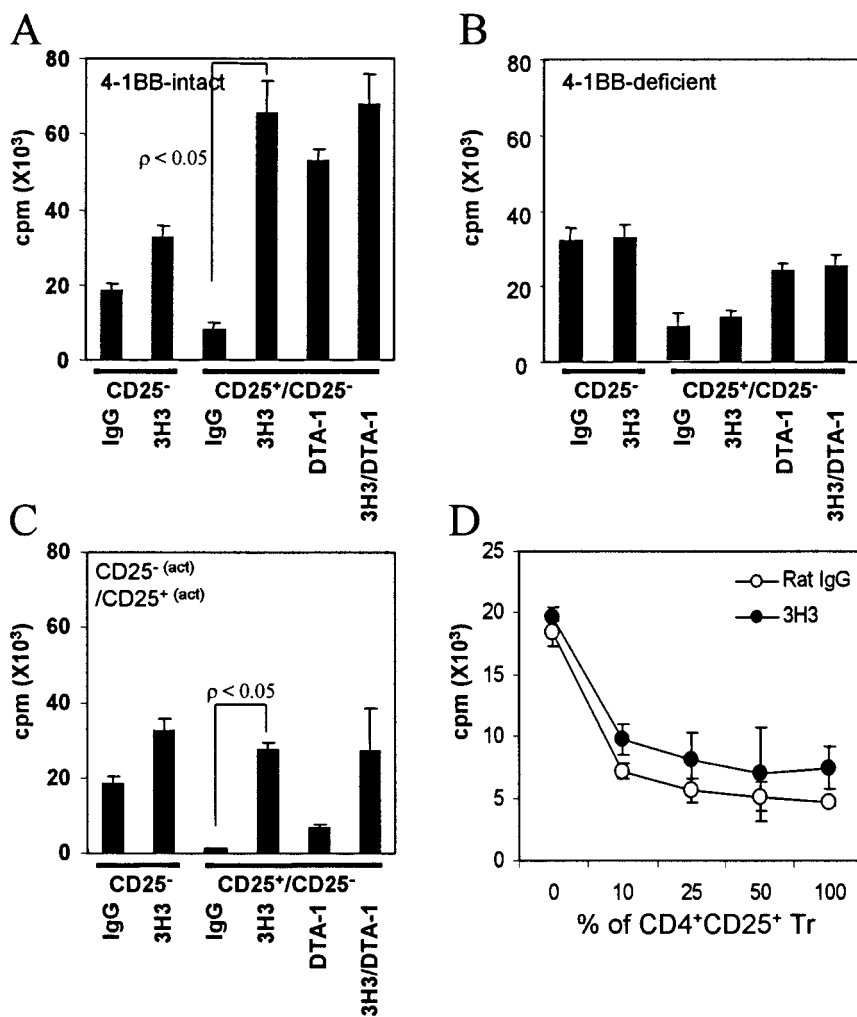 A
80
60
40
20
0
cpm (X10³)
4-1BB-intact
ρ < 0.05
CD25⁻
CD25⁺/CD25⁻
IgG
3H3
IgG
3H3
DTA-1
3H3/DTA-1
B
80
60
40
20
0
cpm (X10³)
4-1BB-deficient
CD25⁻
CD25⁺/CD25⁻
IgG
3H3
IgG
3H3
DTA-1
3H3/DTA-1
C
80
60
40
20
0
cpm (X10³)
CD25⁻ ⁽ᵃᶜᵗ⁾
/CD25⁺ ⁽ᵃᶜᵗ⁾
ρ < 0.05
CD25⁻
CD25⁺/CD25⁻
IgG
3H3
IgG
3H3
DTA-1
3H3/DTA-1
D
25
20
15
10
5
0
cpm (X10³)
Rat IgG
3H3
0 10 25 50 100
% of CD4⁺CD25⁺ Tr